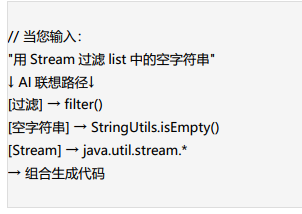 // 当您输入：
"用 Stream 过滤 list 中的空字符串"
↓ AI 联想路径↓
[过滤] → filter()
[空字符串] → StringUtils.isEmpty()
[Stream] → java.util.stream.*
→ 组合生成代码